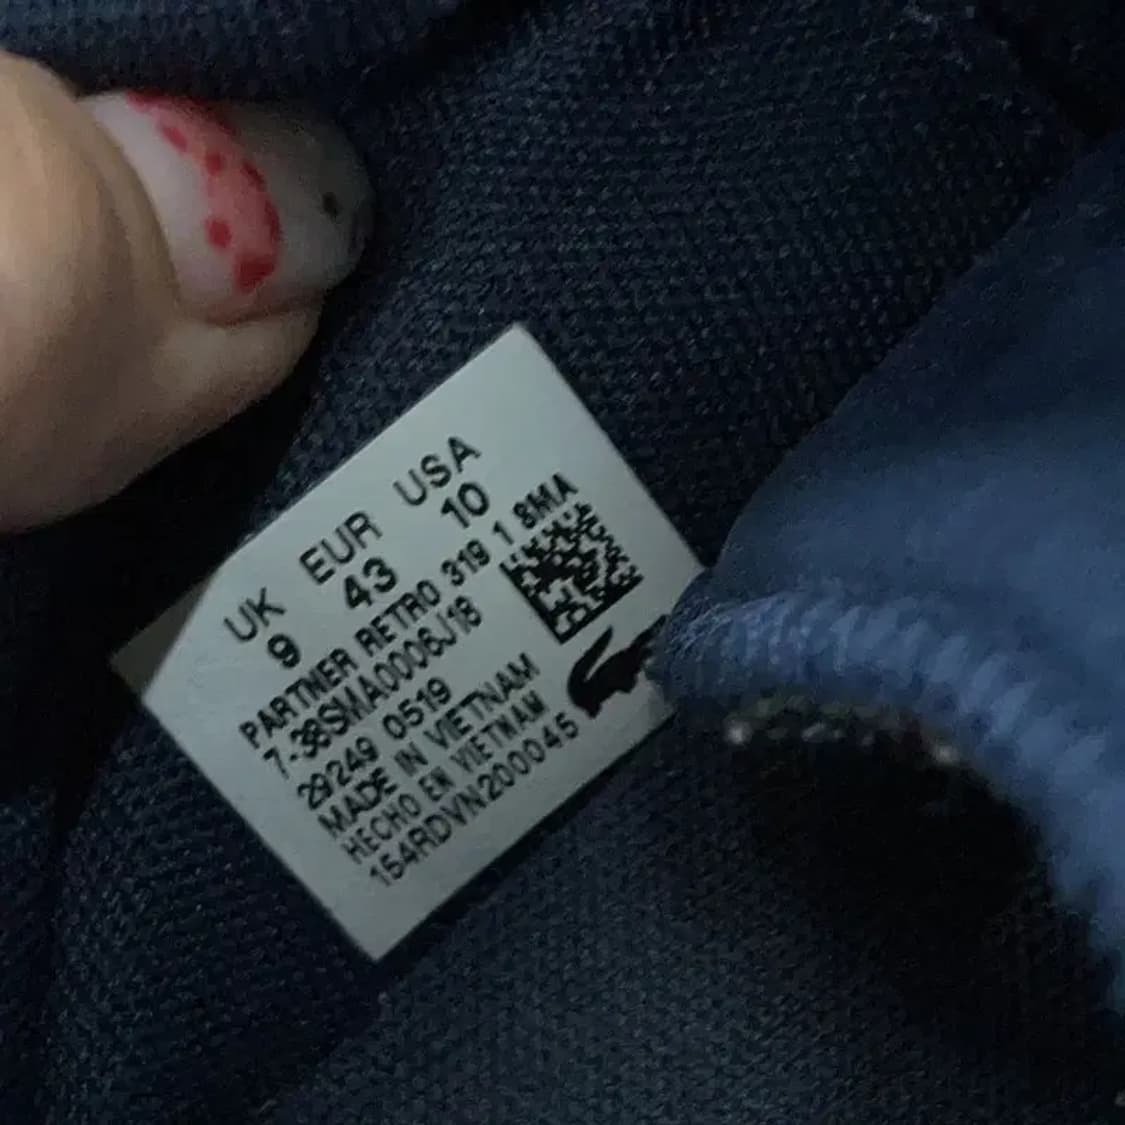 UK EUR USA
9 43 10
PARTNER RETRO 319 1 SMA
7-38SMA0006J18
29249 0519
MADE IN VIETNAM
HECHO EN VIETNAM
154RDVN200045